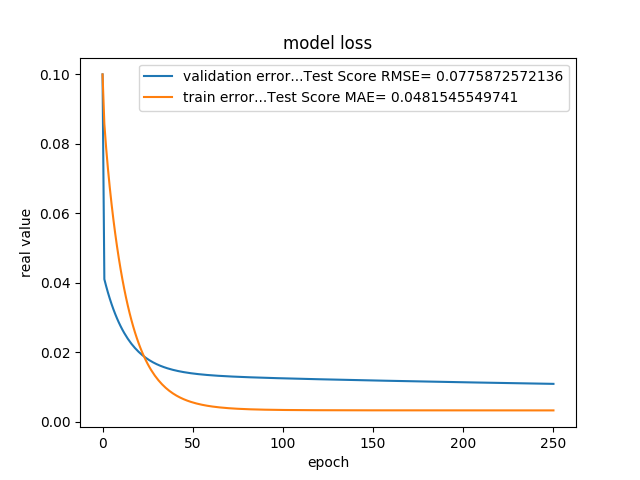 model loss
validation error...Test Score RMSE= 0.0775872572136
train error...Test Score MAE= 0.0481545549741
real value
0.10
0.08
0.06
0.04
0.02
0.00
0 50 100 150 200 250
epoch